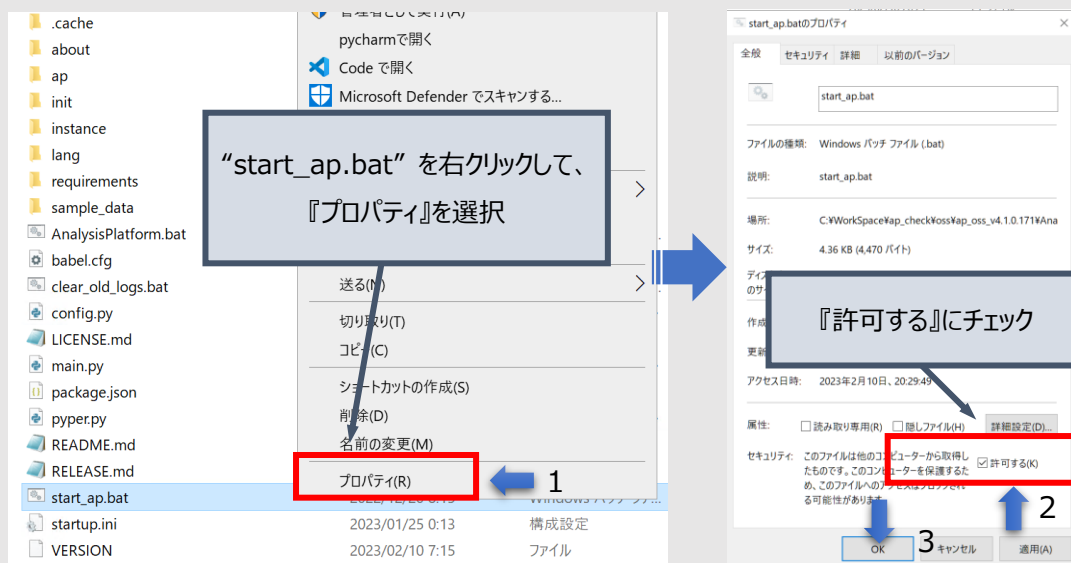 .cache
about
ap
init
instance
lang
requirements
sample_data
AnalysisPlatform.bat
babel.cfg
clear_old_logs.bat
config.py
LICENSE.md
main.py
package.json
pyper.py
README.md
RELEASE.md
start_ap.bat
startup.ini
2023/01/25 0:13
構成設定
VERSION
2023/02/10 7:15
ファイル
管理者として実行(A)
pycharmで開く
Code で開く
Microsoft Defender でスキャンする...
“start_ap.bat” を右クリックして、
『プロパティ』を選択
送る(N)
切り取り(T)
コピー(C)
ショートカットの作成(S)
削除(D)
名前の変更(M)
プロパティ(R)
1
start_ap.batのプロパティ
全般 セキュリティ 詳細 以前のバージョン
start_ap.bat
ファイルの種類: Windows バッチ ファイル (.bat)
説明: start_ap.bat
場所: C:¥WorkSpace¥ap_check¥oss¥ap_oss_v4.1.0.171¥Ana
サイズ: 4.36 KB (4,470 バイト)
『許可する』にチェック
アクセス日時: 2023年2月10日、20:29:49
属性: 読み取り専用(R) 隠しファイル(H) 詳細設定(D)...
セキュリティ: このファイルは他のコンピューターから取得し
たものです。このコンピューターを保護するた
め、このファイルへのアクセスはブロックされ
る可能性があります。
許可する(K)
2
3
OK キャンセル 適用(A)